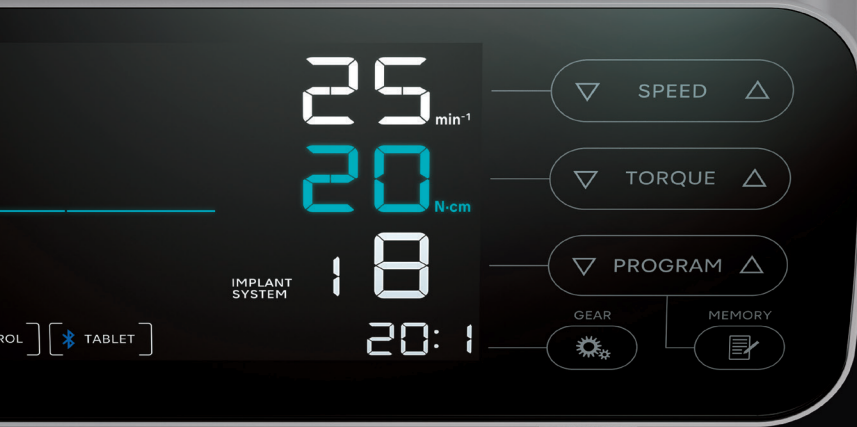 25 min⁻¹
SPEED
20 N·cm
TORQUE
IMPLANT
SYSTEM
1 8
PROGRAM
ROL
TABLET
20:1
GEAR
MEMORY